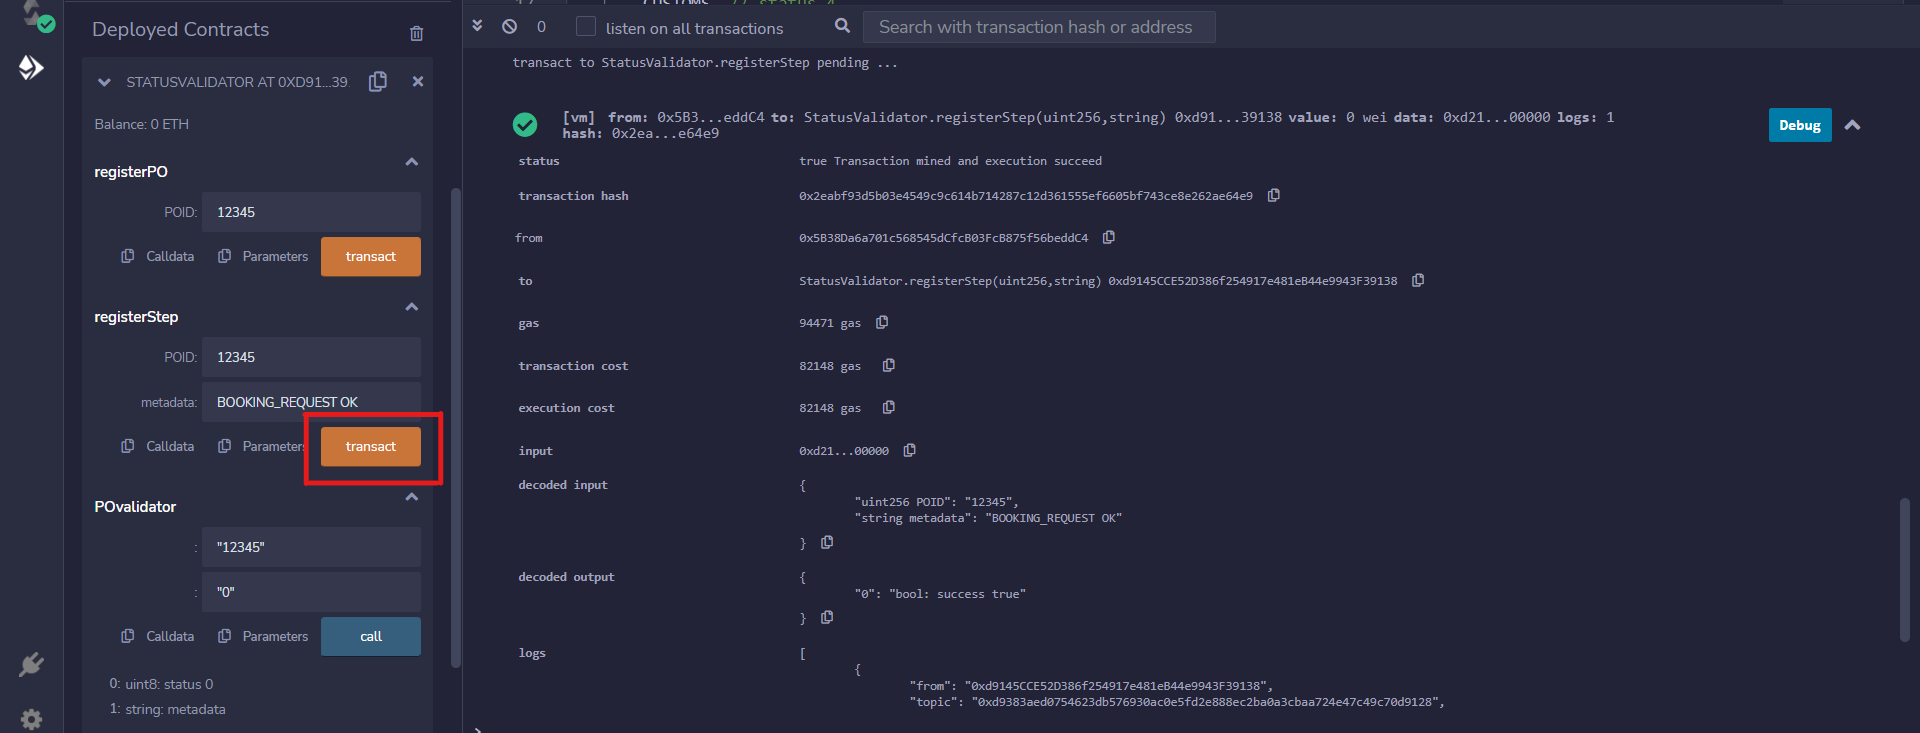 Deployed Contracts
STATUSVALIDATOR AT 0XD91...39
Balance: 0 ETH
registerPO
POID: 12345
Calldata Parameters transact
registerStep
POID: 12345
metadata: BOOKING_REQUEST OK
Calldata Parameters transact
POvalidator
: "12345"
: "0"
Calldata Parameters call
0: uint8: status 0
1: string: metadata
17 CUSTOMS, // status 4
0 listen on all transactions Search with transaction hash or address
transact to StatusValidator.registerStep pending ...
[vm] from: 0x5B3...eddC4 to: StatusValidator.registerStep(uint256,string) 0xd91...39138 value: 0 wei data: 0xd21...00000 logs: 1
hash: 0x2ea...e64e9
Debug
status true Transaction mined and execution succeed
transaction hash 0x2eabf93d5b03e4549c9c614b714287c12d361555ef6605bf743ce8e262ae64e9
from 0x5B38Da6a701c568545dCfcB03FcB875f56beddC4
to StatusValidator.registerStep(uint256,string) 0xd9145CCE52D386f254917e481eB44e9943F39138
gas 94471 gas
transaction cost 82148 gas
execution cost 82148 gas
input 0xd21...00000
decoded input {
"uint256 POID": "12345",
"string metadata": "BOOKING_REQUEST OK"
}
decoded output {
"0": "bool: success true"
}
logs [
{
"from": "0xd9145CCE52D386f254917e481eB44e9943F39138",
"topic": "0xd9383aed0754623db576930ac0e5fd2e888ec2ba0a3cbaa724e47c49c70d9128",
>